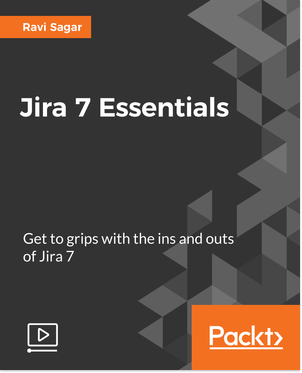 Ravi Sagar
Jira 7 Essentials
Get to grips with the ins and outs
of Jira 7
Packt>